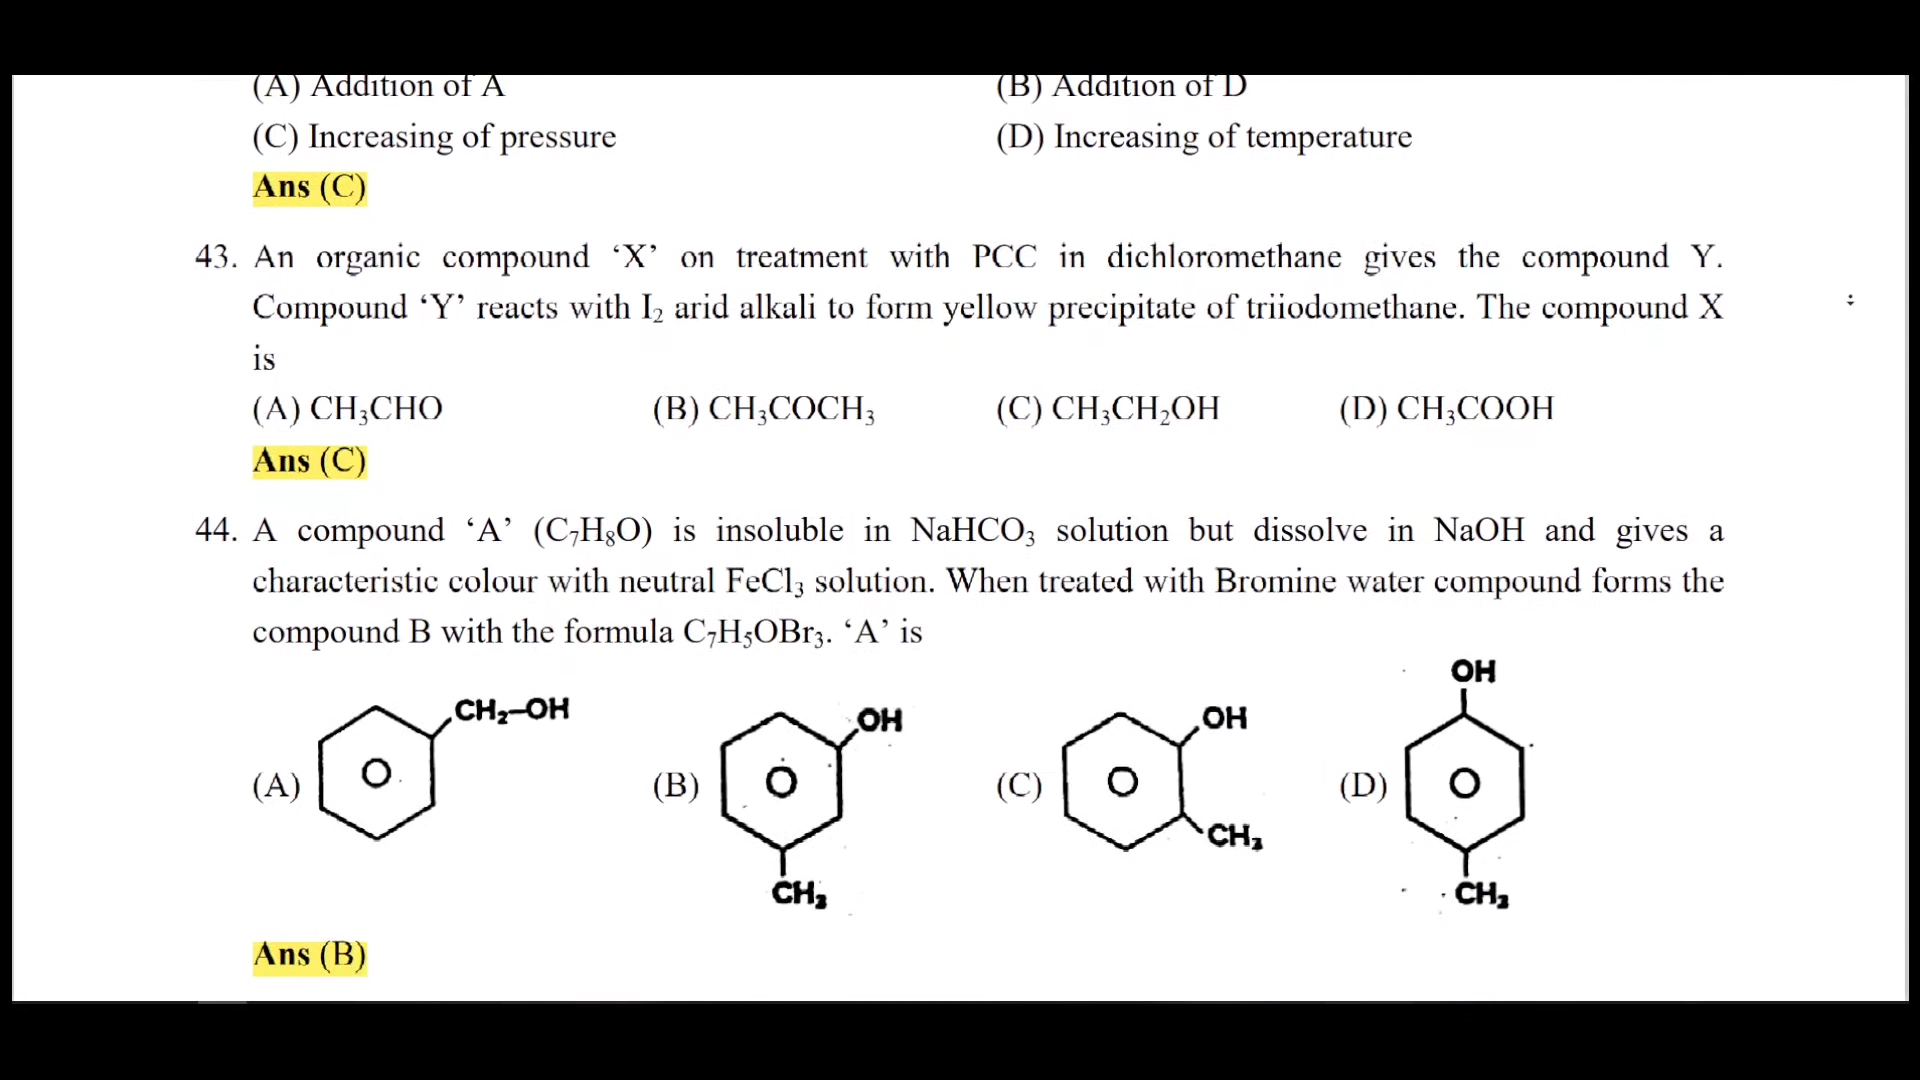 (A) Addition of A (B) Addition of D
(C) Increasing of pressure (D) Increasing of temperature
Ans (C)
43. An organic compound ‘X’ on treatment with PCC in dichloromethane gives the compound Y.
Compound ‘Y’ reacts with I₂ arid alkali to form yellow precipitate of triiodomethane. The compound X
is
(A) CH₃CHO (B) CH₃COCH₃ (C) CH₃CH₂OH (D) CH₃COOH
Ans (C)
44. A compound ‘A’ (C₇H₈O) is insoluble in NaHCO₃ solution but dissolve in NaOH and gives a
characteristic colour with neutral FeCl₃ solution. When treated with Bromine water compound forms the
compound B with the formula C₇H₅OBr₃. ‘A’ is
OH
CH₂–OH OH OH
(A) (B) (C) (D)
CH₃
CH₃ CH₃
Ans (B)